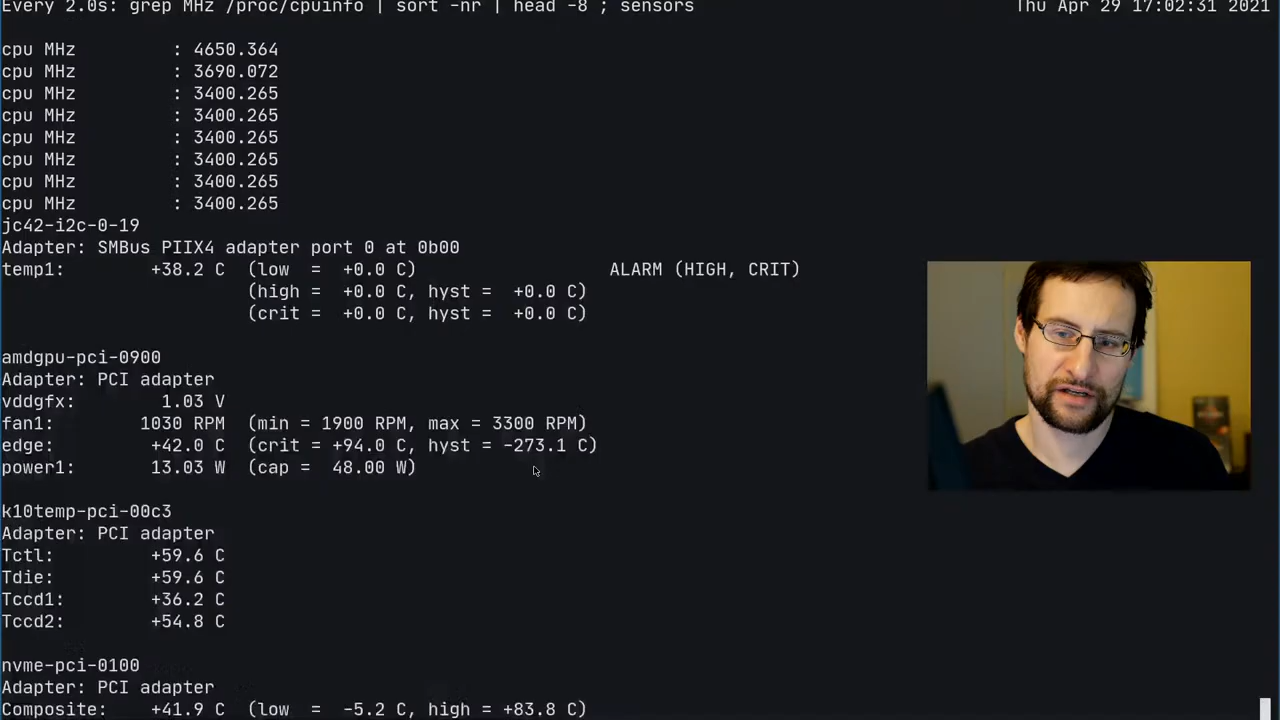 Every 2.0s: grep MHz /proc/cpuinfo | sort -nr | head -8 ; sensors Thu Apr 29 17:02:31 2021
cpu MHz : 4650.364
cpu MHz : 3690.072
cpu MHz : 3400.265
cpu MHz : 3400.265
cpu MHz : 3400.265
cpu MHz : 3400.265
cpu MHz : 3400.265
cpu MHz : 3400.265
jc42-i2c-0-19
Adapter: SMBus PIIX4 adapter port 0 at 0b00
temp1: +38.2 C (low = +0.0 C) ALARM (HIGH, CRIT)
(high = +0.0 C, hyst = +0.0 C)
(crit = +0.0 C, hyst = +0.0 C)
amdgpu-pci-0900
Adapter: PCI adapter
vddgfx: 1.03 V
fan1: 1030 RPM (min = 1900 RPM, max = 3300 RPM)
edge: +42.0 C (crit = +94.0 C, hyst = -273.1 C)
power1: 13.03 W (cap = 48.00 W)
k10temp-pci-00c3
Adapter: PCI adapter
Tctl: +59.6 C
Tdie: +59.6 C
Tccd1: +36.2 C
Tccd2: +54.8 C
nvme-pci-0100
Adapter: PCI adapter
Composite: +41.9 C (low = -5.2 C, high = +83.8 C)